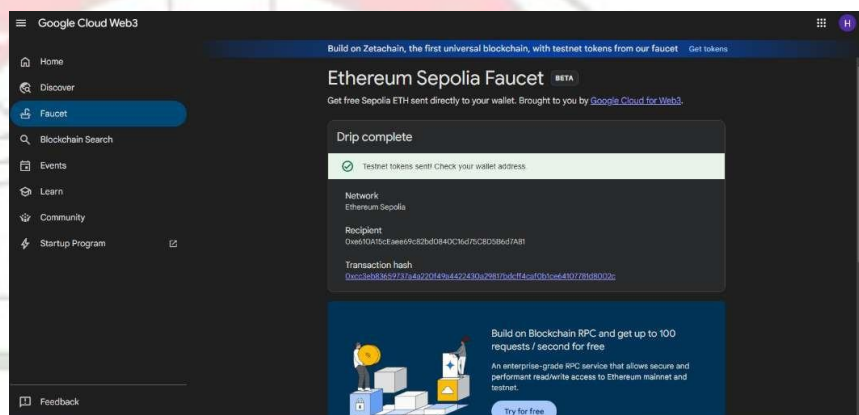 Google Cloud Web3
H
Build on Zetachain, the first universal blockchain, with testnet tokens from our faucet Get tokens
Home
Discover
Faucet
Blockchain Search
Events
Learn
Community
Startup Program
Feedback
Ethereum Sepolia Faucet BETA
Get free Sepolia ETH sent directly to your wallet. Brought to you by Google Cloud for Web3.
Drip complete
Testnet tokens sent! Check your wallet address
Network
Ethereum Sepolia
Recipient
Transaction hash
Build on Blockchain RPC and get up to 100
requests / second for free
An enterprise-grade RPC service that allows secure and
performant read/write access to Ethereum mainnet and
testnet.
Try for free